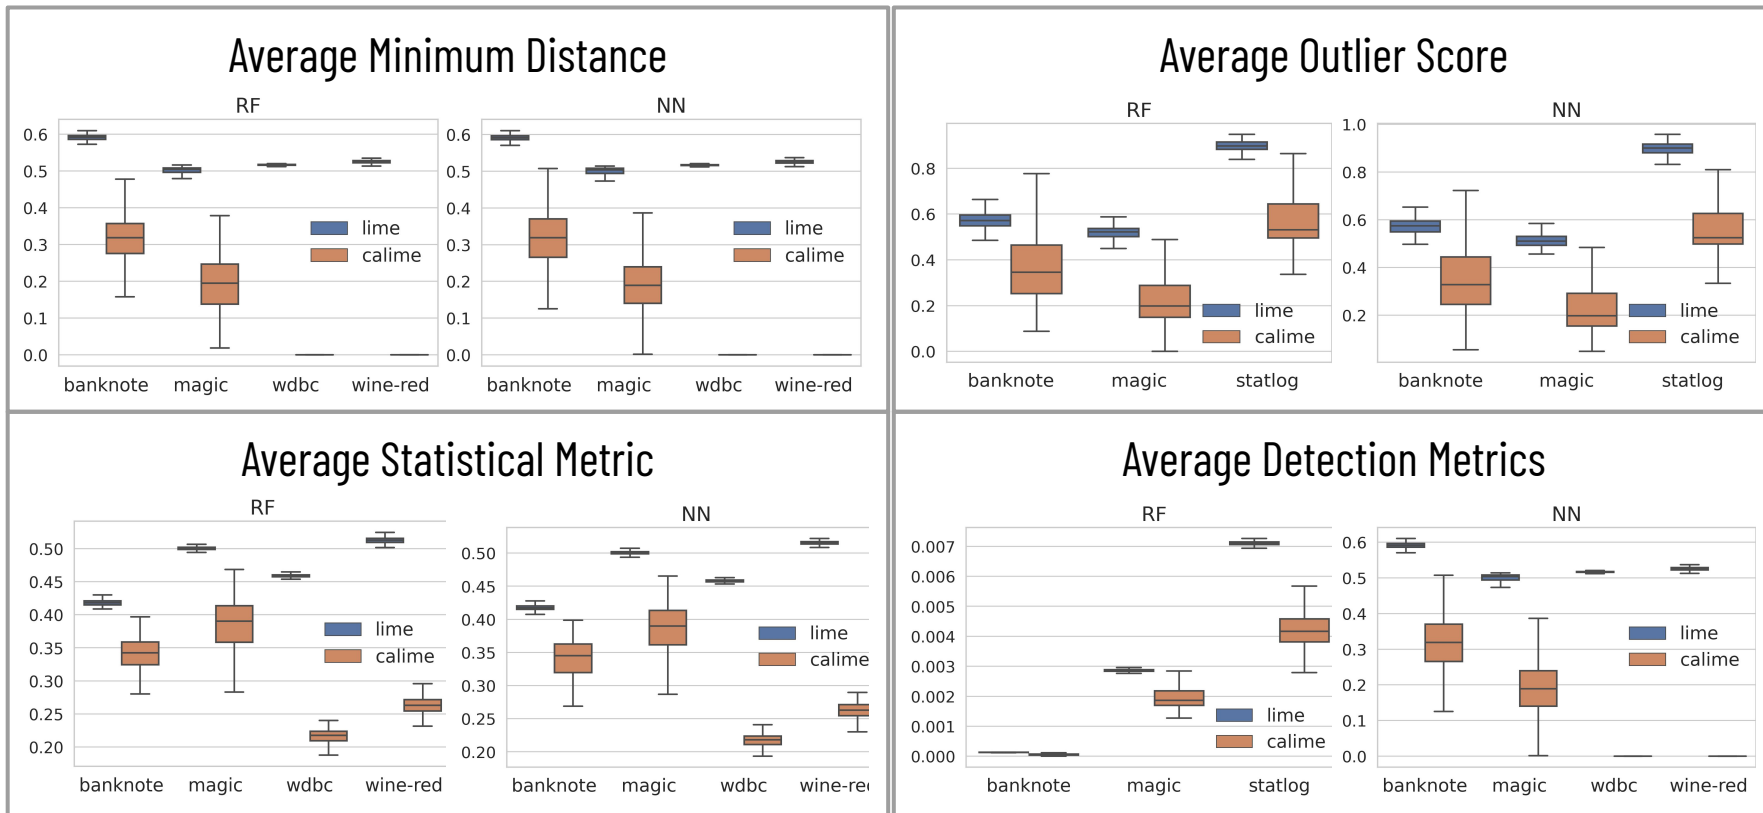 Average Minimum Distance
RF
0.6
0.5
0.4
0.3
0.2
0.1
0.0
lime
calime
banknote magic wdbc wine-red
NN
0.6
0.5
0.4
0.3
0.2
0.1
0.0
lime
calime
banknote magic wdbc wine-red
Average Outlier Score
RF
0.8
0.6
0.4
0.2
0.0
lime
calime
banknote magic statlog
NN
1.0
0.8
0.6
0.4
0.2
lime
calime
banknote magic statlog
Average Statistical Metric
RF
0.50
0.45
0.40
0.35
0.30
0.25
0.20
lime
calime
banknote magic wdbc wine-red
NN
0.50
0.45
0.40
0.35
0.30
0.25
0.20
lime
calime
banknote magic wdbc wine-re
Average Detection Metrics
RF
0.007
0.006
0.005
0.004
0.003
0.002
0.001
0.000
lime
calime
banknote magic statlog
NN
0.6
0.5
0.4
0.3
0.2
0.1
0.0
lime
calime
banknote magic wdbc wine-red